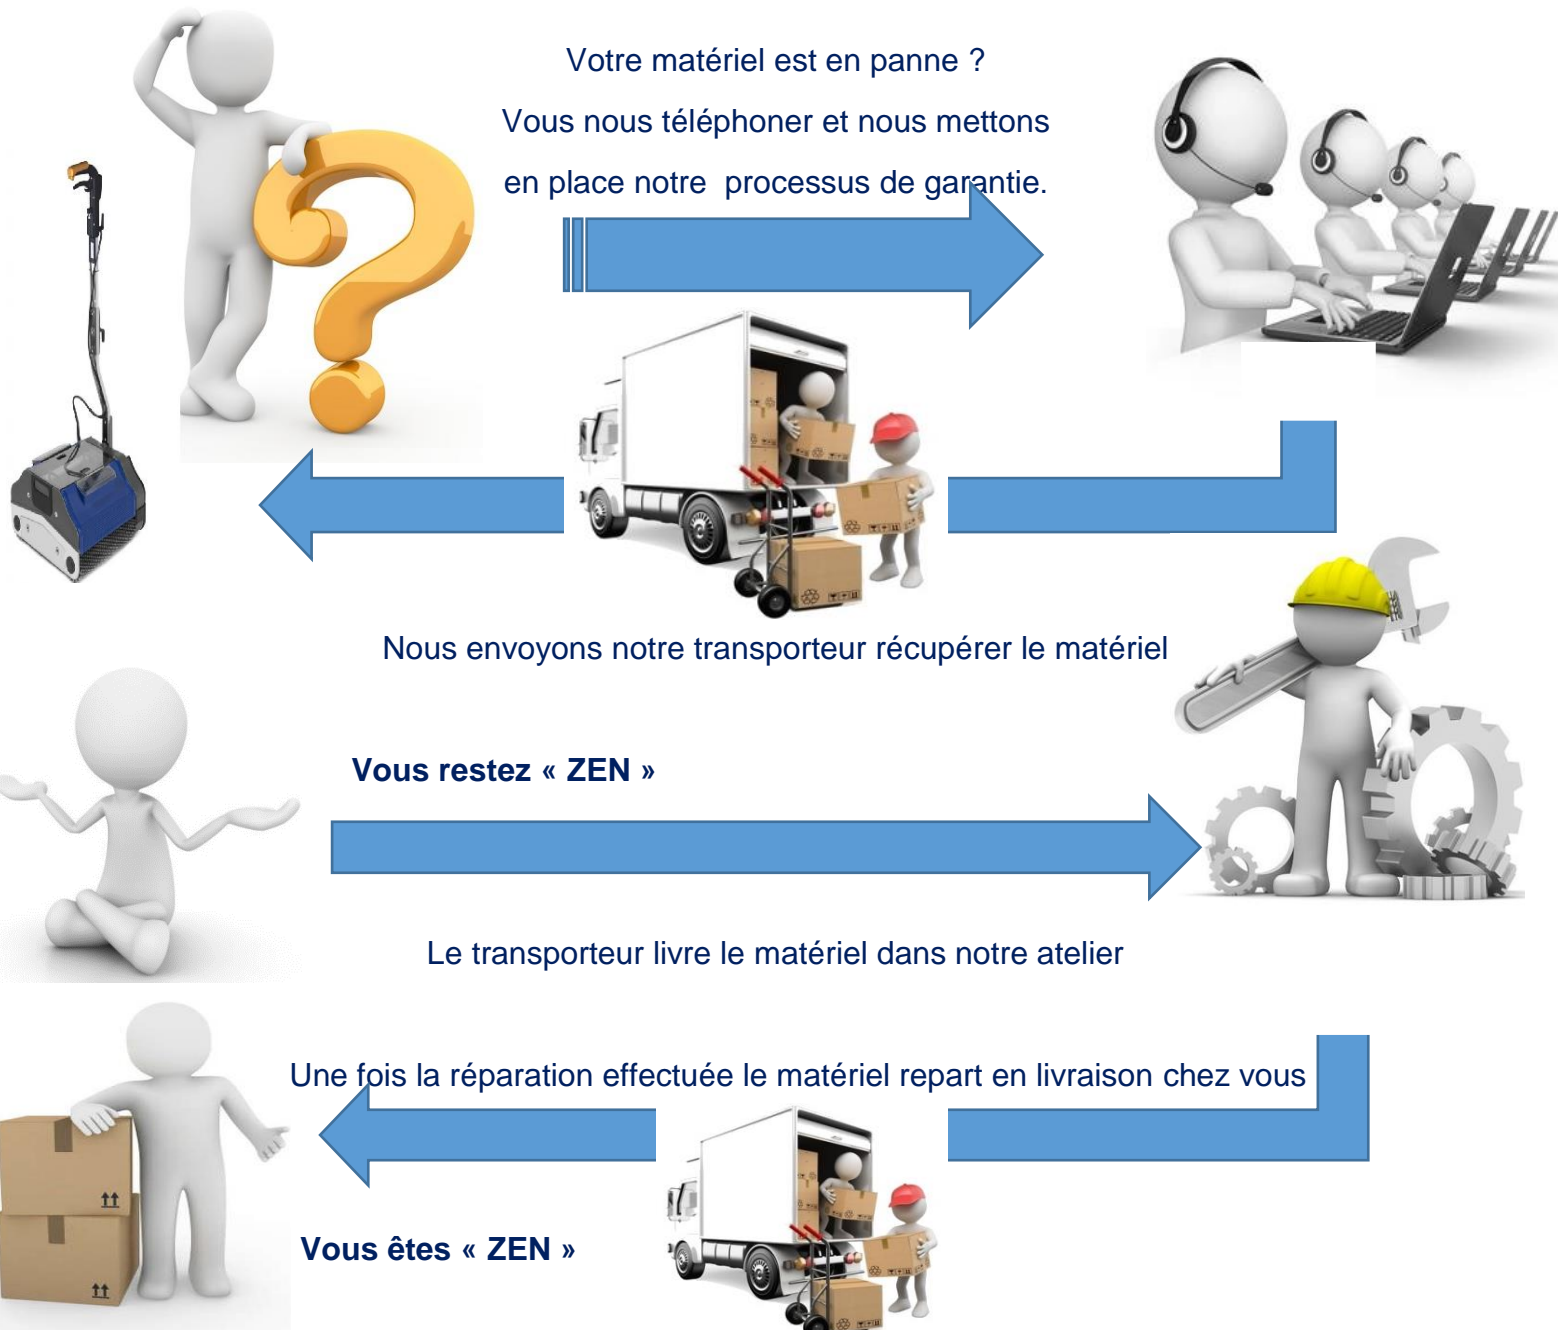 Votre matériel est en panne ?
Vous nous téléphoner et nous mettons
en place notre  processus de garantie.
Nous envoyons notre transporteur récupérer le matériel
Vous restez « ZEN »
Le transporteur livre le matériel dans notre atelier
Une fois la réparation effectuée le matériel repart en livraison chez vous
Vous êtes « ZEN »